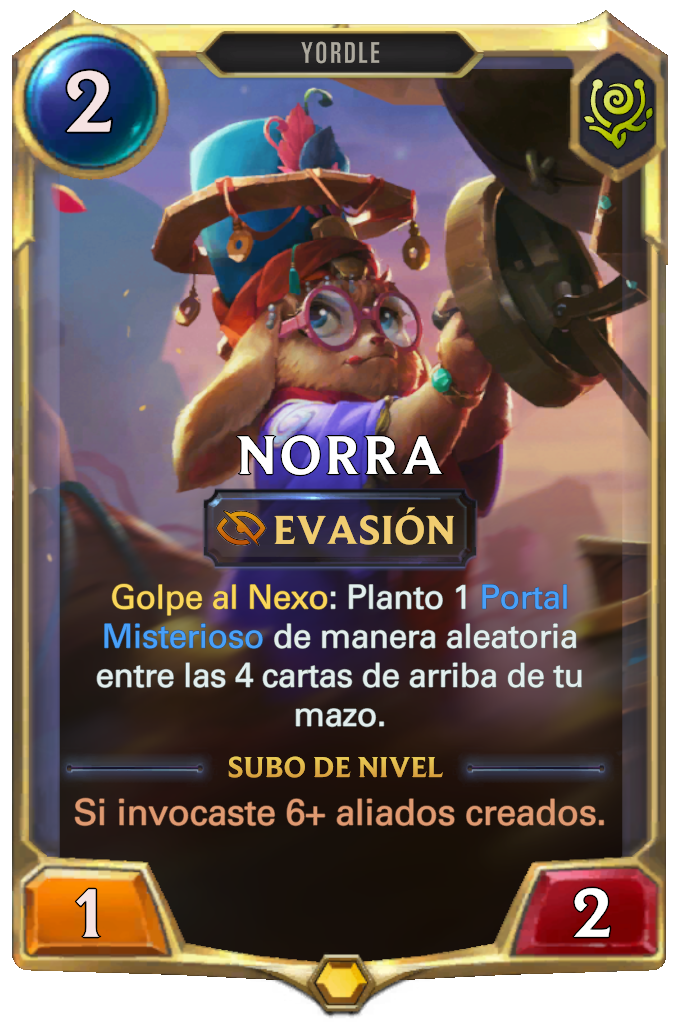 YORDLE
2
NORRA
EVASIÓN
Golpe al Nexo: Planto 1 Portal
Misterioso de manera aleatoria
entre las 4 cartas de arriba de tu
mazo.
SUBO DE NIVEL
Si invocaste 6+ aliados creados.
1
2